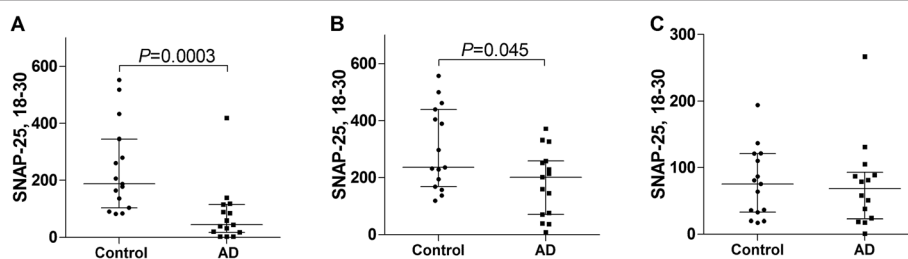 A
SNAP-25, 18-30
600
400
200
0
P=0.0003
Control
AD
B
SNAP-25, 18-30
600
400
200
0
P=0.045
Control
AD
C
SNAP-25, 18-30
300
200
100
0
Control
AD